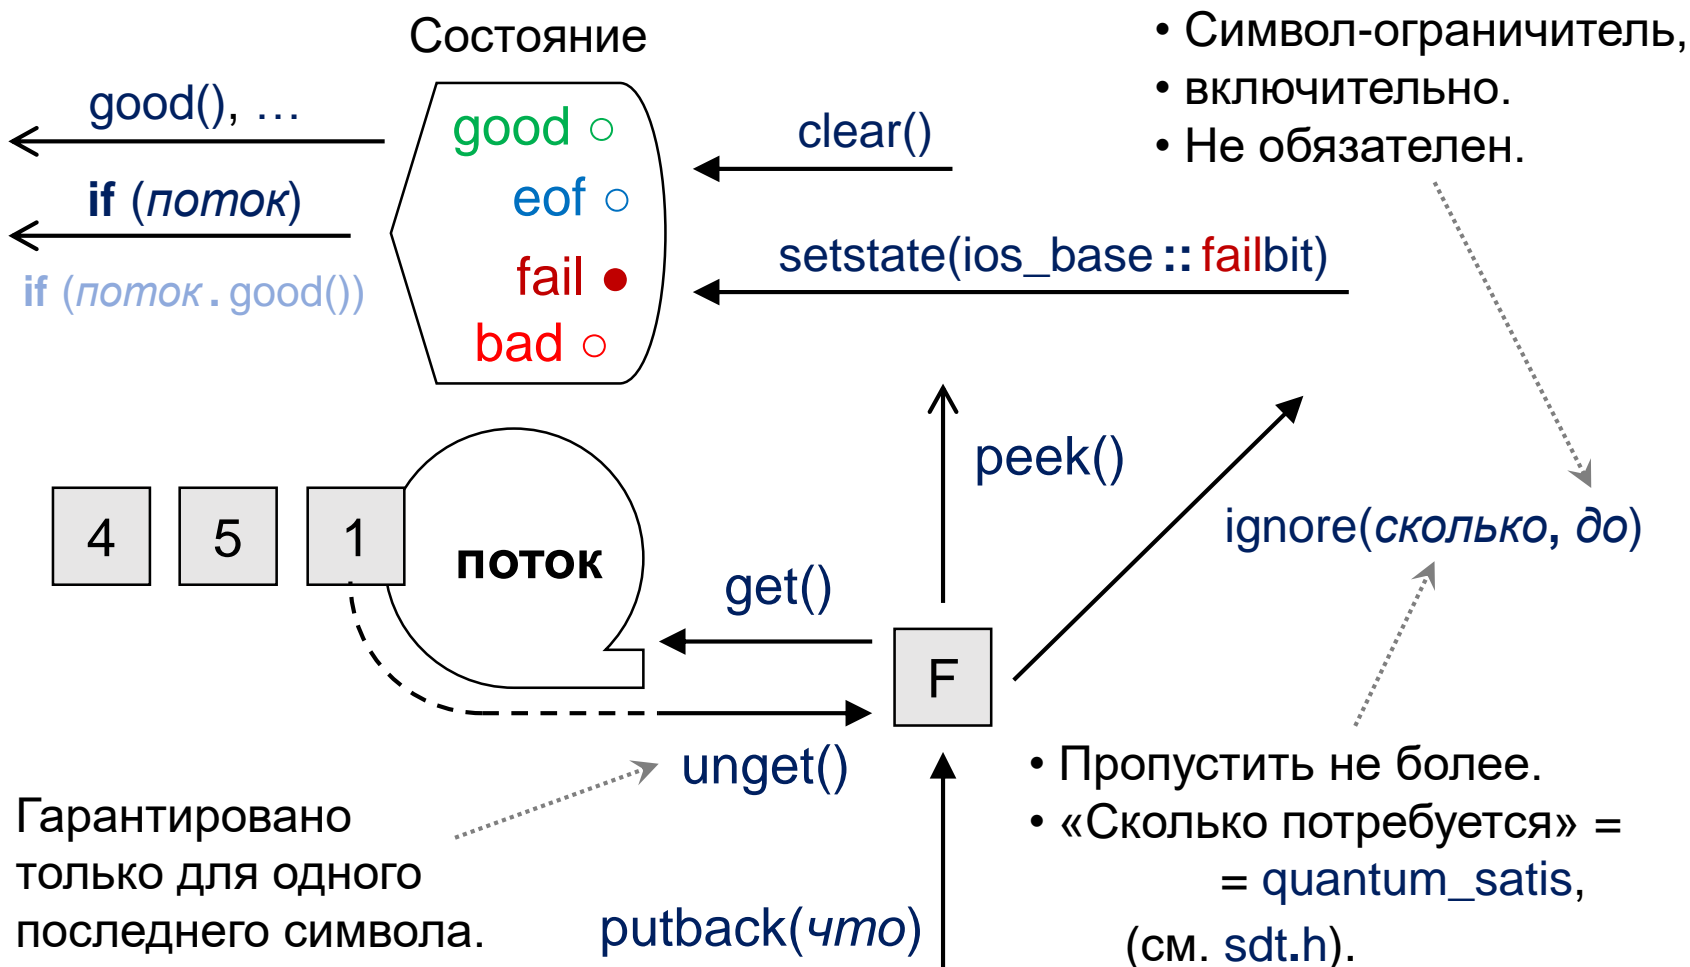 Состояние
good(), …
if (поток)
if (поток.good())
good ○
eof ○
fail ●
bad ○
clear()
setstate(ios_base::failbit)
• Символ-ограничитель,
• включительно.
• Не обязателен.
4 5 1
поток
get()
peek()
ignore(сколько, до)
F
unget()
Гарантировано
только для одного
последнего символа.
putback(что)
• Пропустить не более.
• «Сколько потребуется» =
= quantum_satis,
(см. sdt.h).